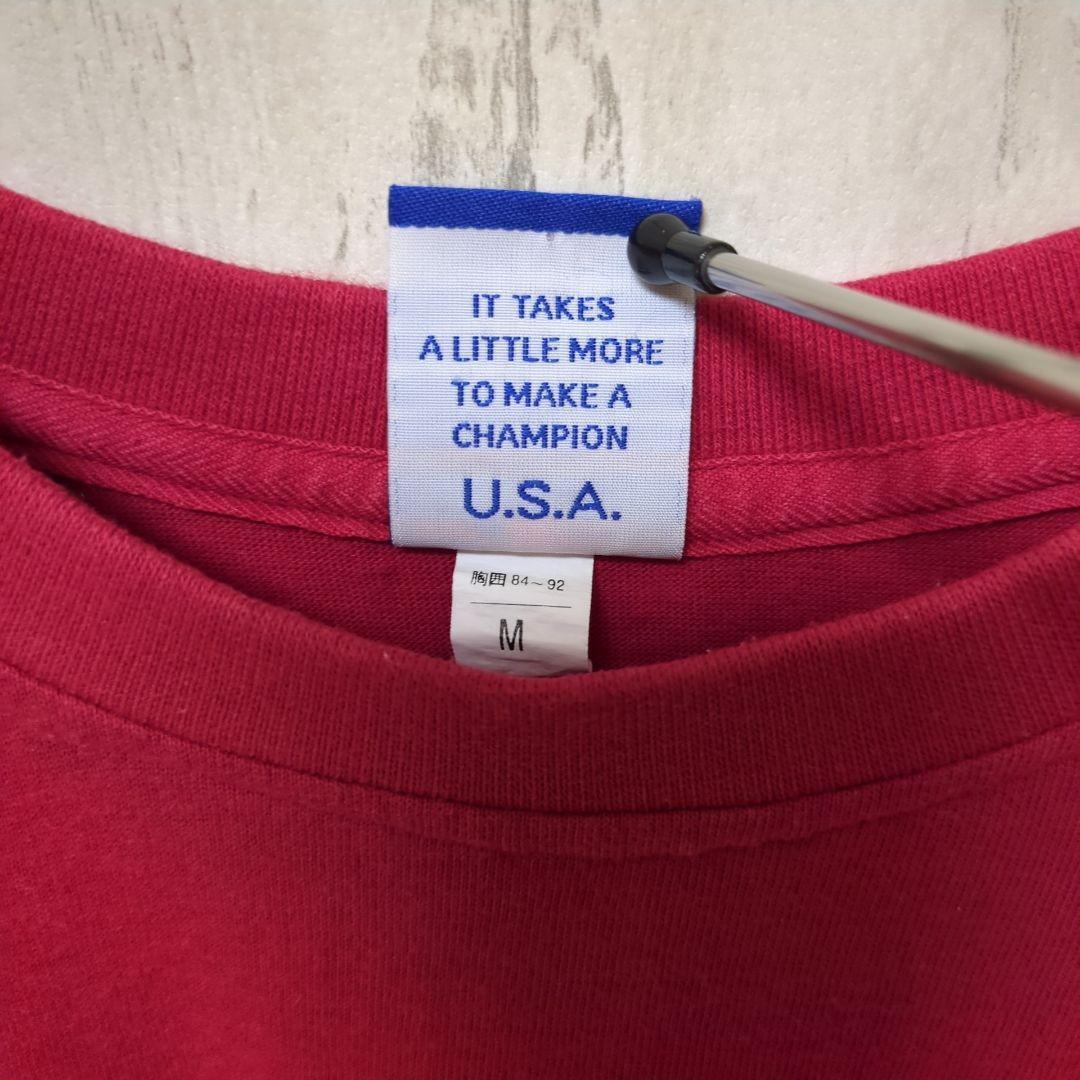 IT TAKES
A LITTLE MORE
TO MAKE A
CHAMPION
U.S.A.
胸囲 84～92
M